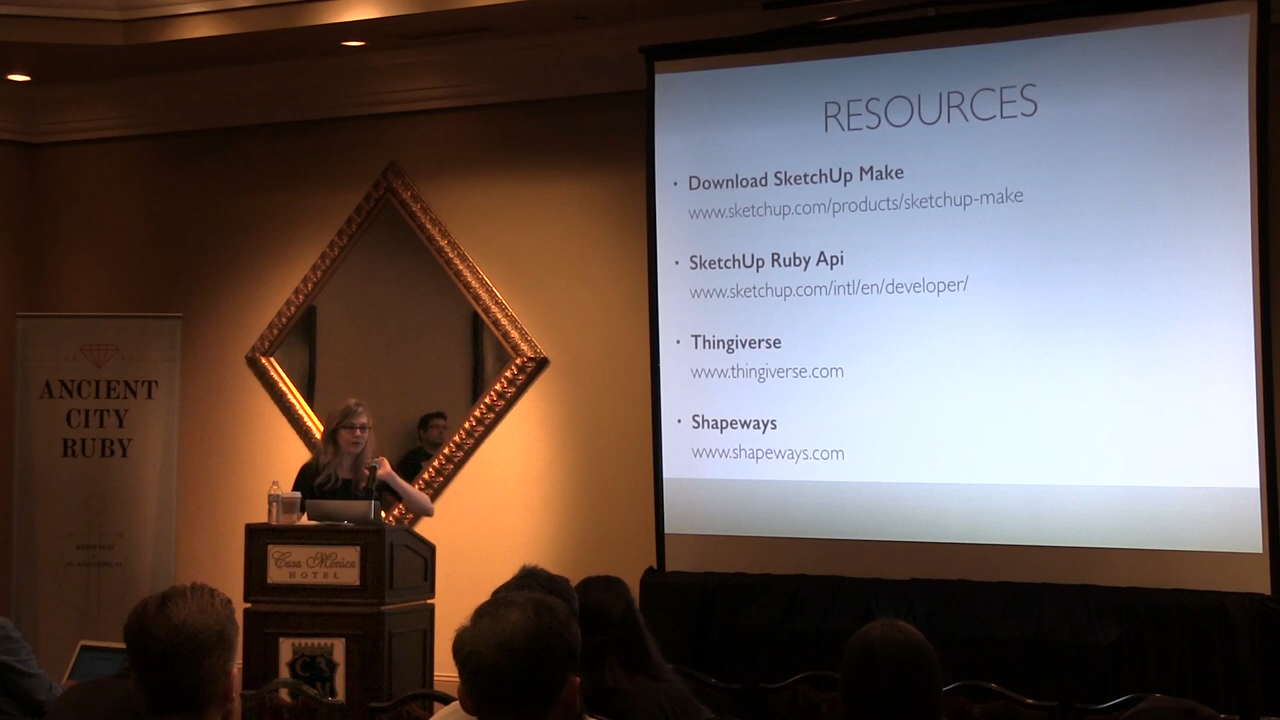 RESOURCES
• Download SketchUp Make
www.sketchup.com/products/sketchup-make
• SketchUp Ruby Api
www.sketchup.com/intl/en/developer/
• Thingiverse
www.thingiverse.com
• Shapeways
www.shapeways.com
ANCIENT
CITY
RUBY
Casa Monica
HOTEL